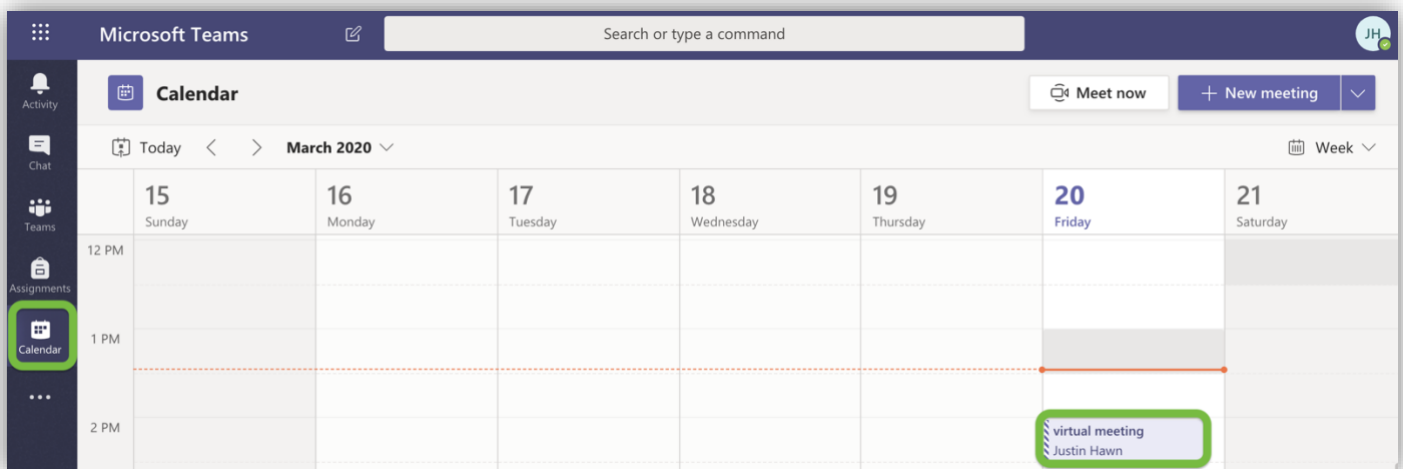 Microsoft Teams
Search or type a command
JH
Activity
Chat
Teams
Assignments
Calendar
Calendar
Meet now
New meeting
Today
March 2020
Week
15
Sunday
16
Monday
17
Tuesday
18
Wednesday
19
Thursday
20
Friday
21
Saturday
12 PM
1 PM
2 PM
virtual meeting
Justin Hawn